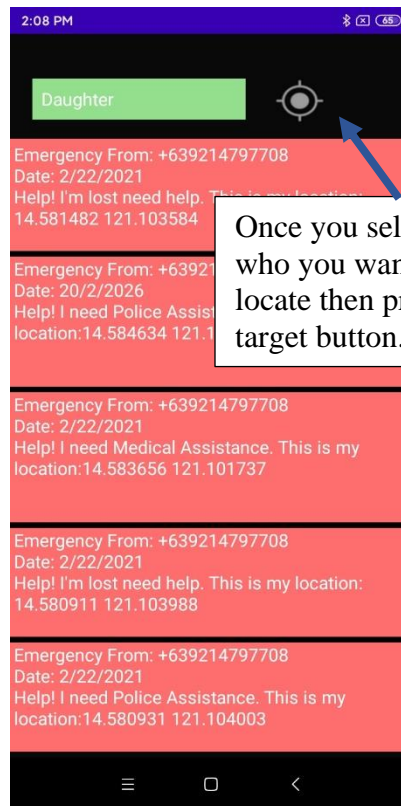 2:08 PM
65
Daughter
Emergency From: +639214797708
Date: 2/22/2021
Help! I'm lost need help. This is my location:
14.581482 121.103584
Once you sel
who you wan
locate then pr
target button.
Emergency From: +63921
Date: 20/2/2026
Help! I need Police Assist
location:14.584634 121.1
Emergency From: +639214797708
Date: 2/22/2021
Help! I need Medical Assistance. This is my
location:14.583656 121.101737
Emergency From: +639214797708
Date: 2/22/2021
Help! I'm lost need help. This is my location:
14.580911 121.103988
Emergency From: +639214797708
Date: 2/22/2021
Help! I need Police Assistance. This is my
location:14.580931 121.104003